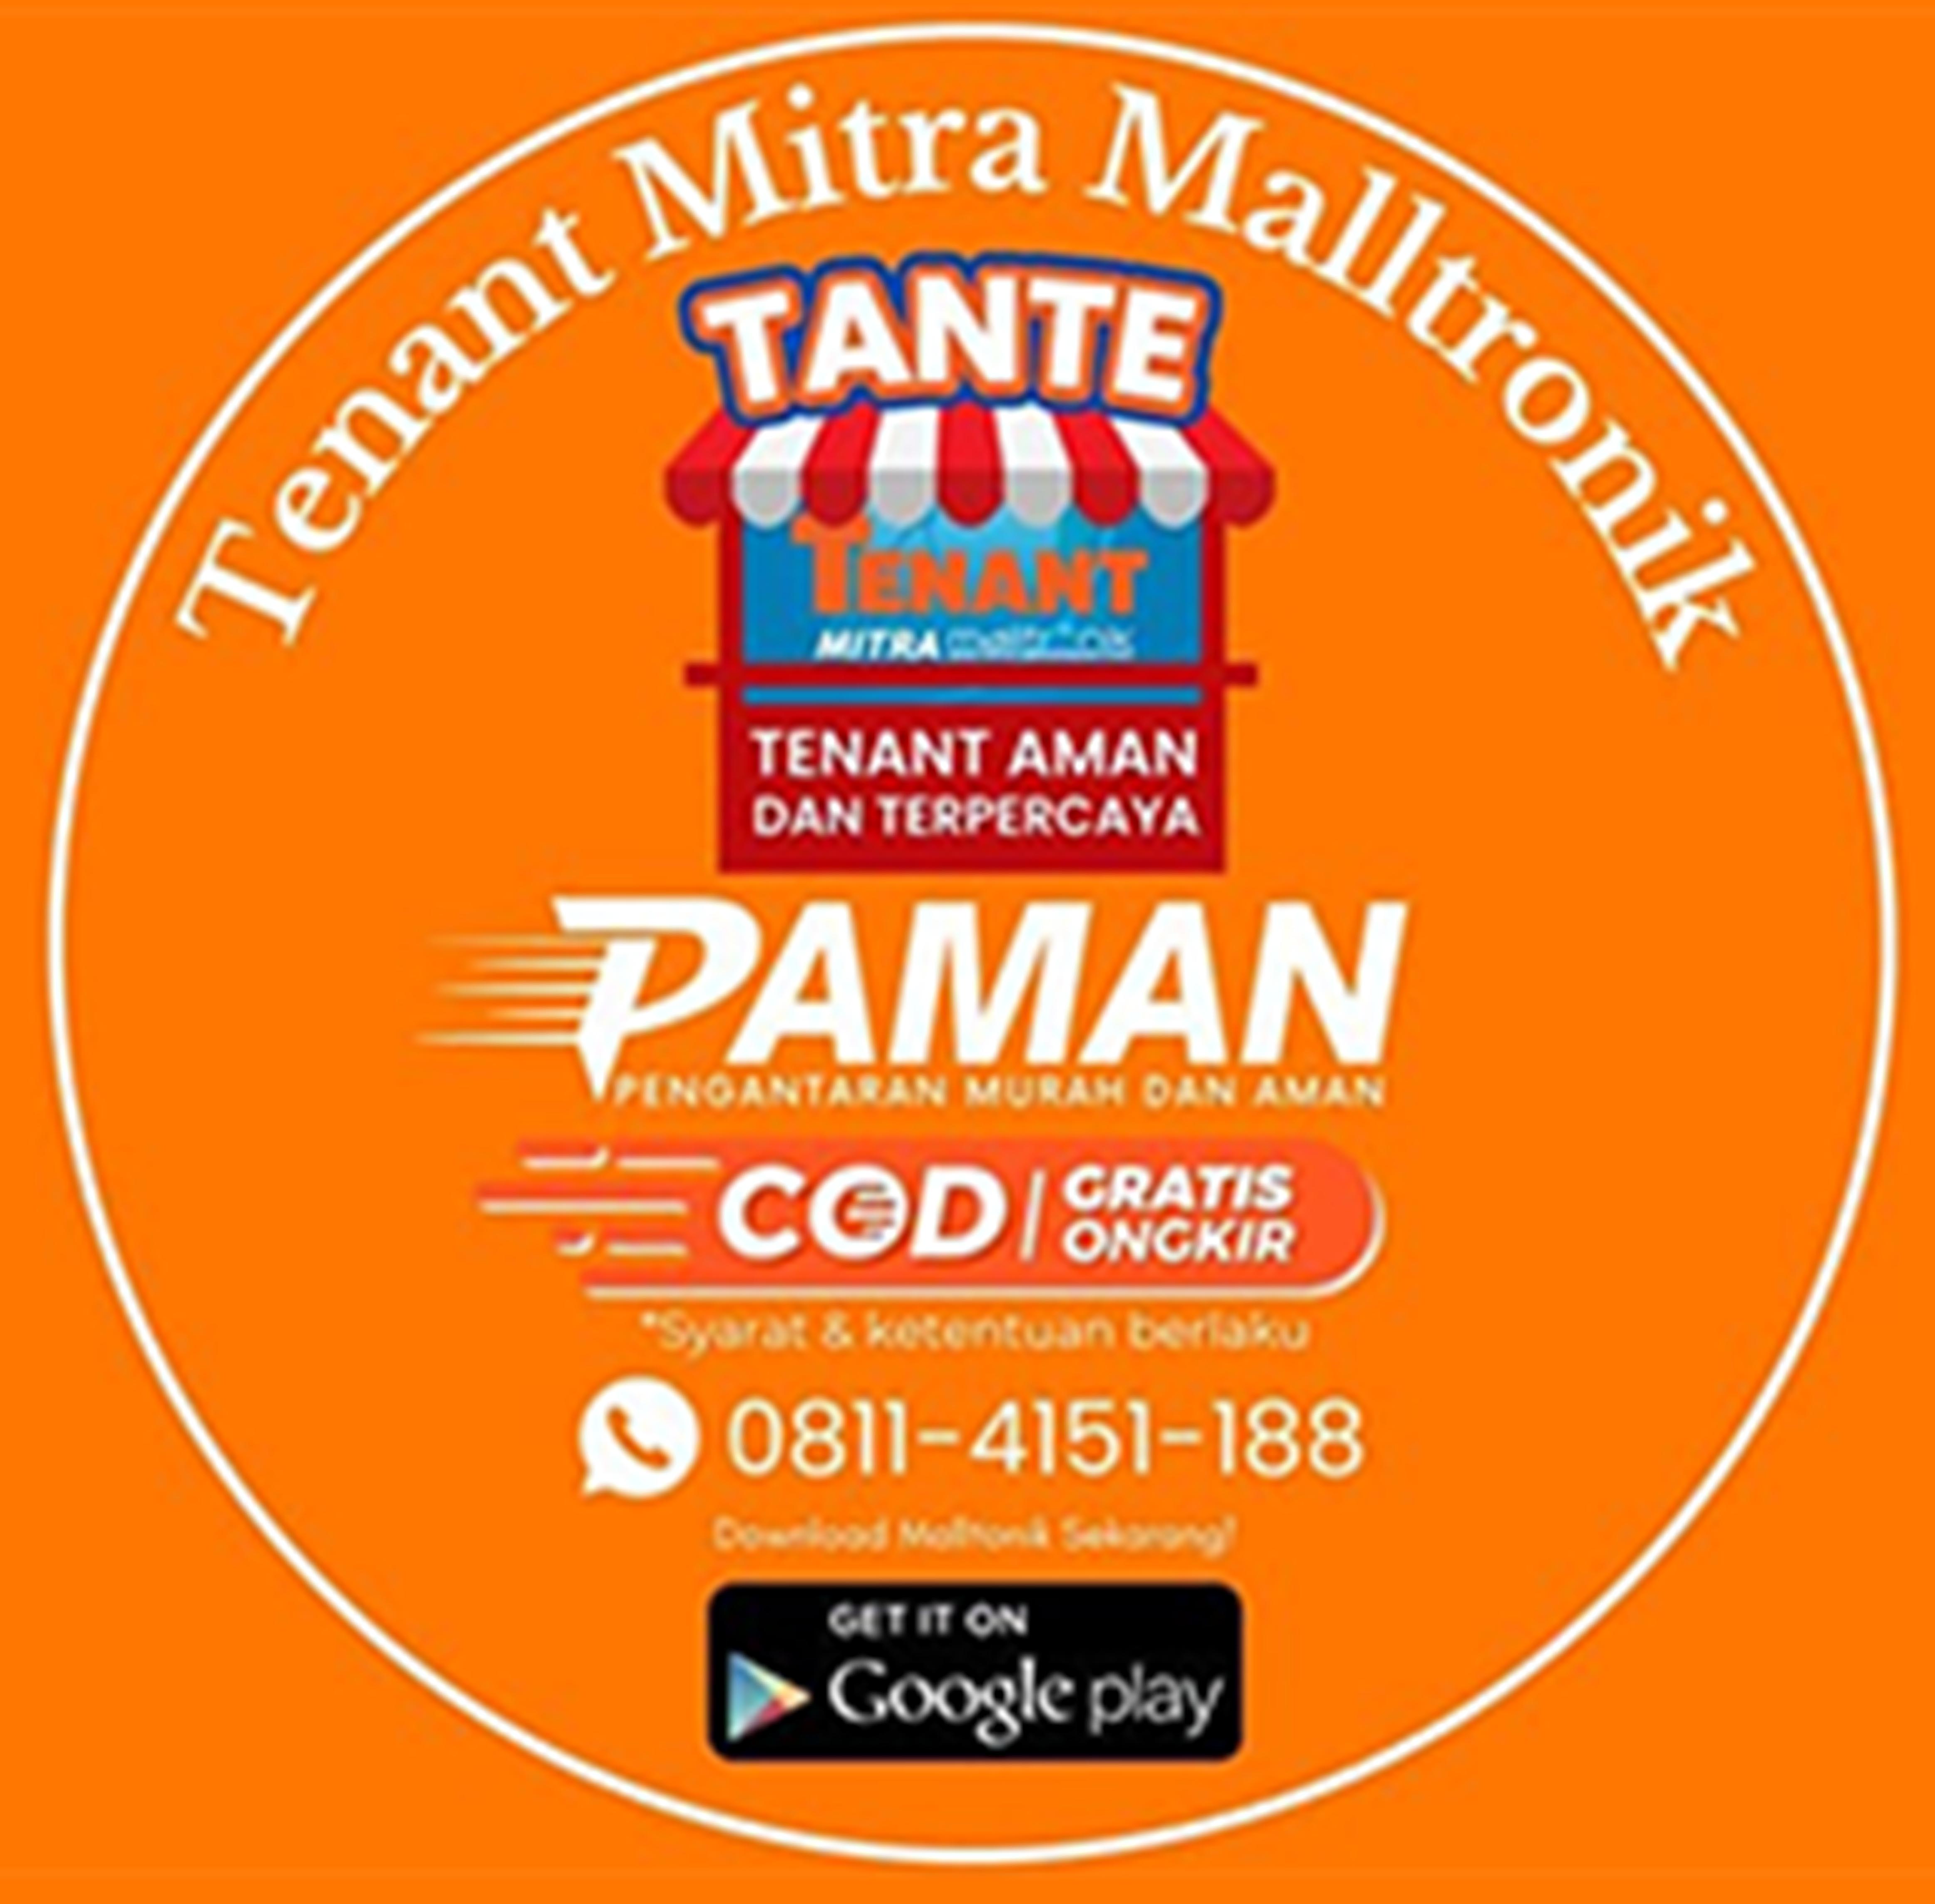 Tenant Mitra Malltronik
TANTE
TENANT
MITRA malltronik
TENANT AMAN
DAN TERPERCAYA
PAMAN
PENGANTARAN MURAH DAN AMAN
COD
GRATIS
ONGKIR
*Syarat & ketentuan berlaku
0811-4151-188
Download Malltonik Sekarang!
GET IT ON
Google play